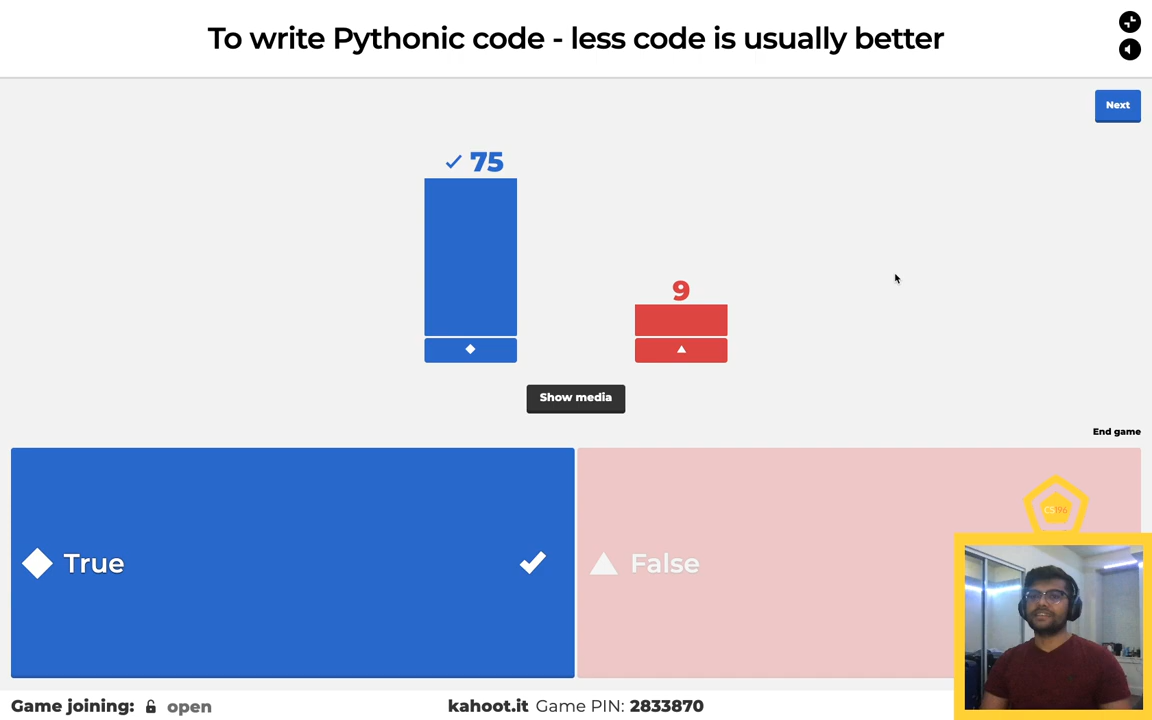 To write Pythonic code - less code is usually better
Next
75
9
Show media
End game
True
False
CS196
Game joining: open
kahoot.it Game PIN: 2833870